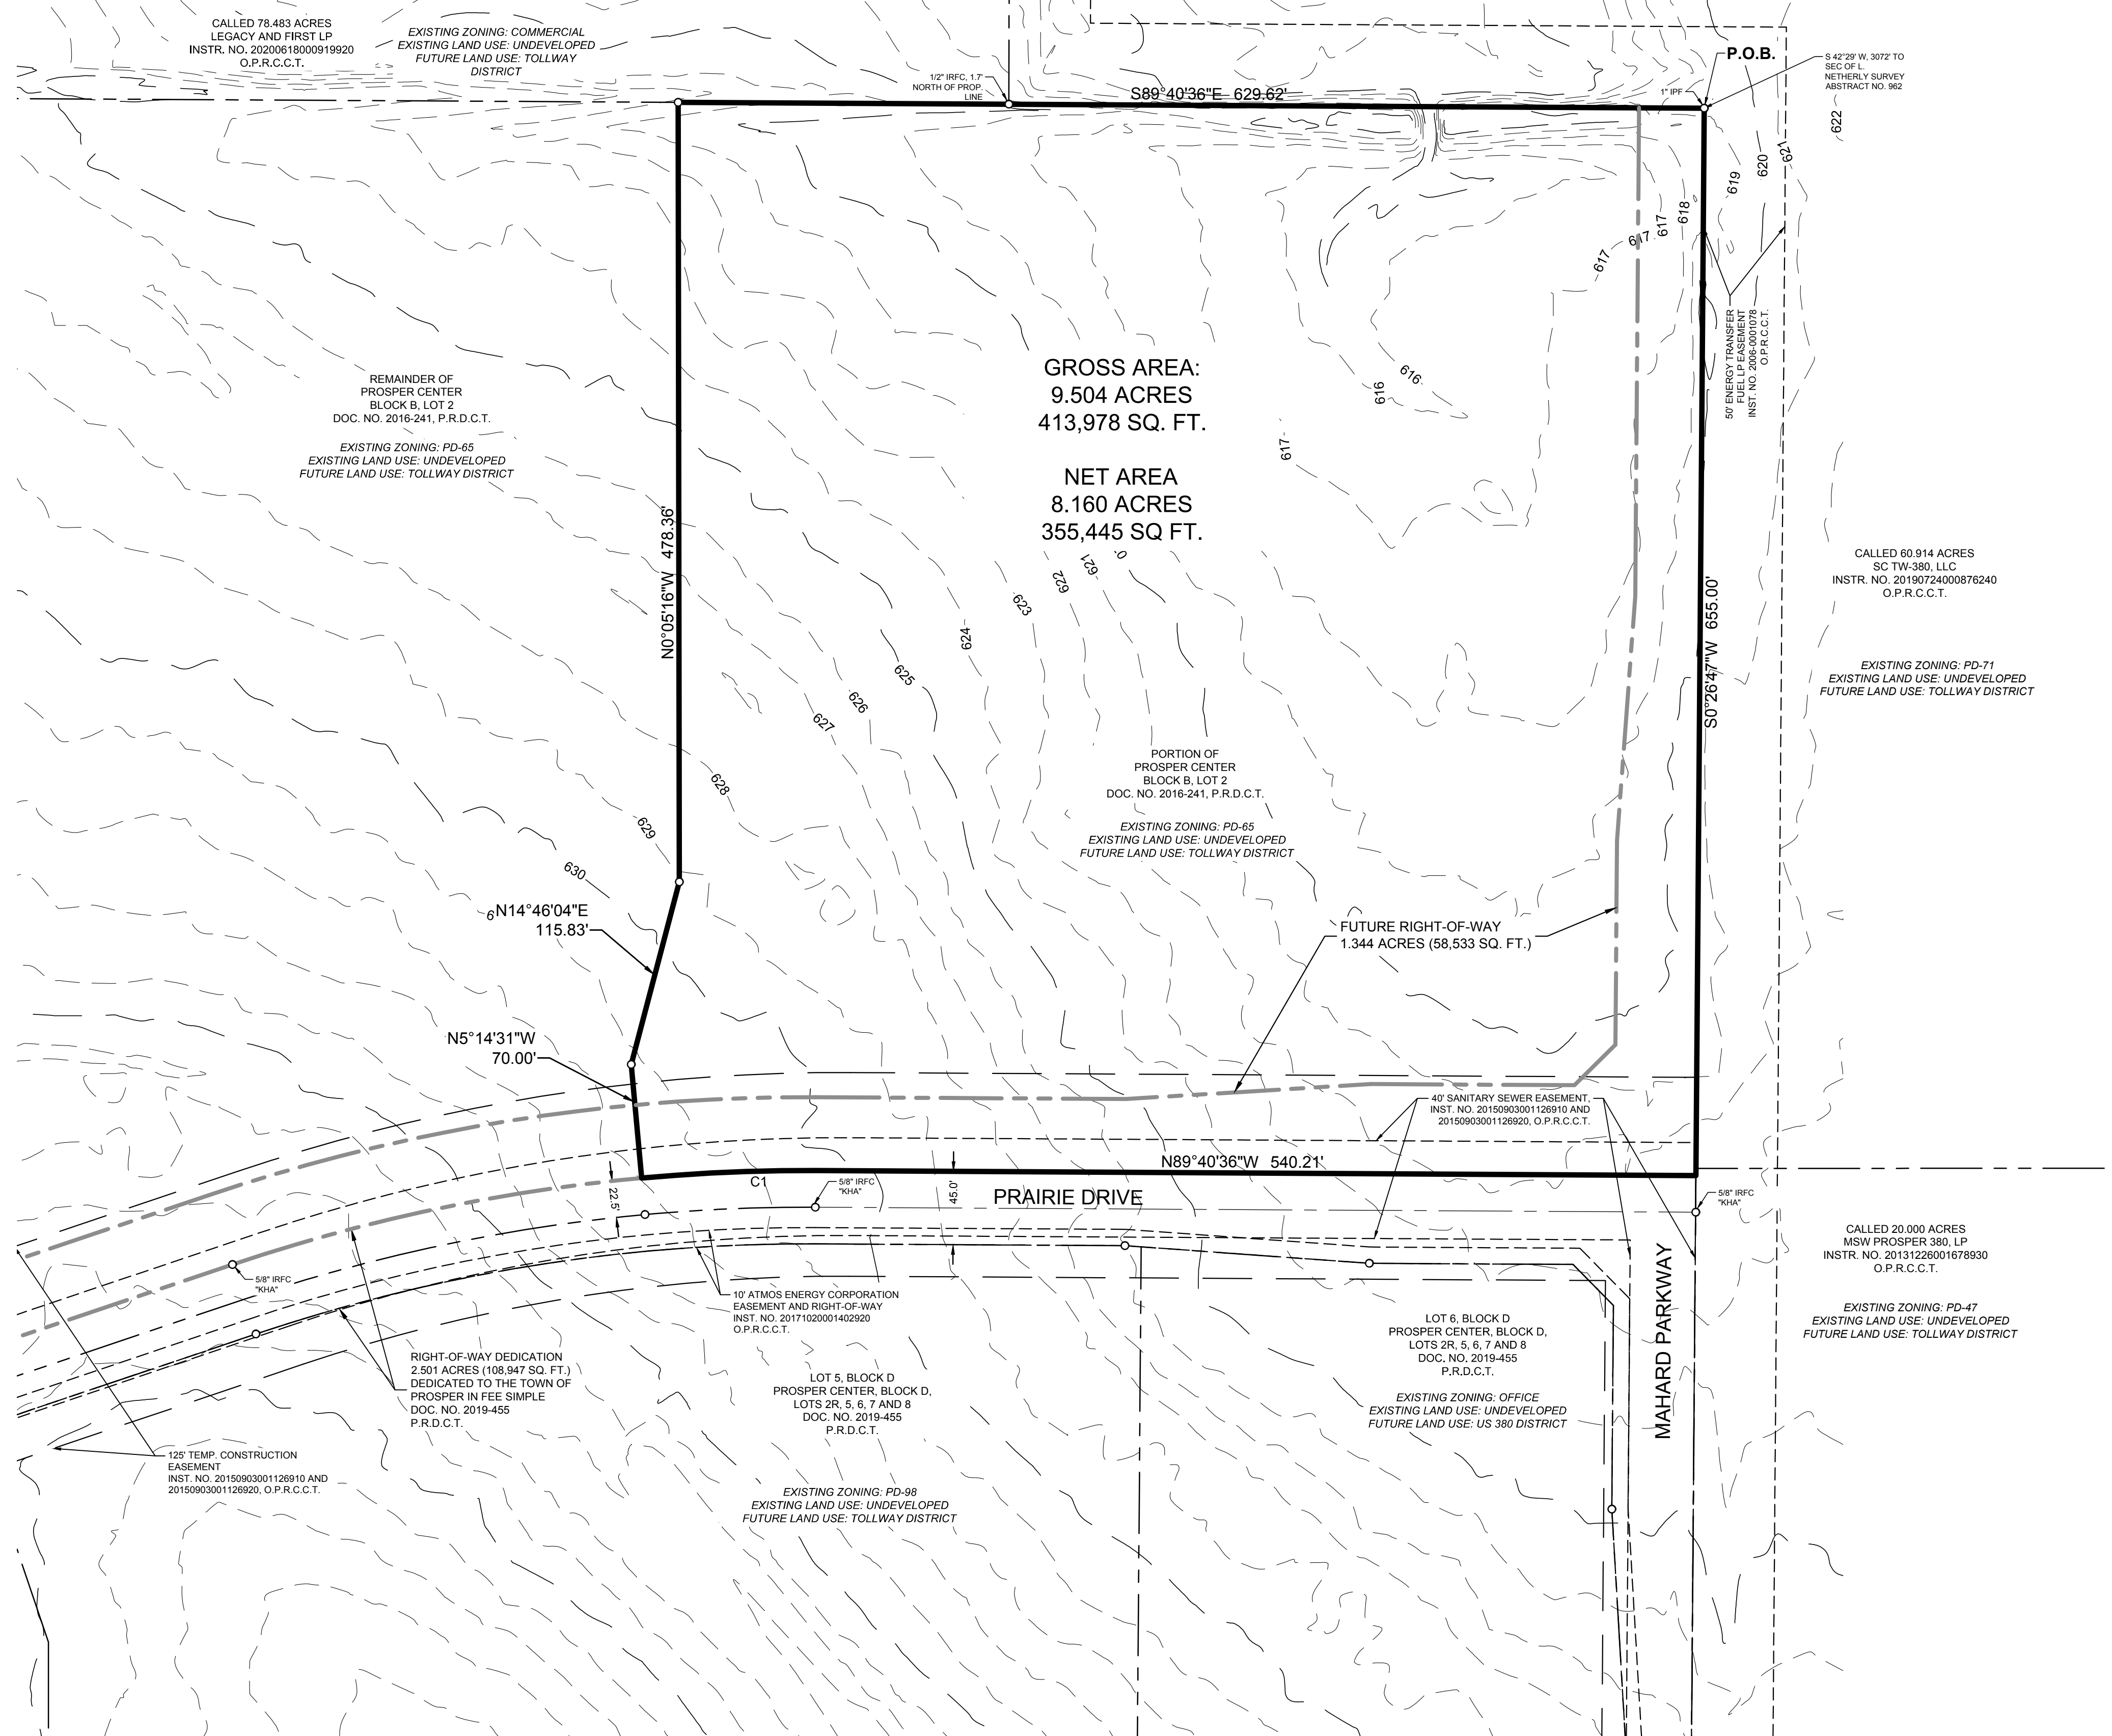 CALLED 78.483 ACRES
LEGACY AND FIRST LP
INSTR. NO. 20200618000919920
O.P.R.C.C.T.
EXISTING ZONING: COMMERCIAL
EXISTING LAND USE: UNDEVELOPED
FUTURE LAND USE: TOLLWAY
DISTRICT
1/2" IRFC, 1.7'
NORTH OF PROP.
LINE
S89°40'36"E 629.62'
P.O.B.
1" IPF
S 42°29' W, 3072' TO
SEC OF L.
NETHERLY SURVEY
ABSTRACT NO. 962
622
621
620
619
618
617
617
617
616
616
617
50' ENERGY TRANSFER
FUEL LP EASEMENT
INST. NO. 2006-0001078
O.P.R.C.C.T.
GROSS AREA:
9.504 ACRES
413,978 SQ. FT.
NET AREA
8.160 ACRES
355,445 SQ FT.
REMAINDER OF
PROSPER CENTER
BLOCK B, LOT 2
DOC. NO. 2016-241, P.R.D.C.T.
EXISTING ZONING: PD-65
EXISTING LAND USE: UNDEVELOPED
FUTURE LAND USE: TOLLWAY DISTRICT
N0°05'16"W 478.36'
S0°26'47"W 655.00'
CALLED 60.914 ACRES
SC TW-380, LLC
INSTR. NO. 20190724000876240
O.P.R.C.C.T.
EXISTING ZONING: PD-71
EXISTING LAND USE: UNDEVELOPED
FUTURE LAND USE: TOLLWAY DISTRICT
0
621
622
623
624
625
626
627
628
629
630
6
PORTION OF
PROSPER CENTER
BLOCK B, LOT 2
DOC. NO. 2016-241, P.R.D.C.T.
EXISTING ZONING: PD-65
EXISTING LAND USE: UNDEVELOPED
FUTURE LAND USE: TOLLWAY DISTRICT
N14°46'04"E
115.83'
FUTURE RIGHT-OF-WAY
1.344 ACRES (58,533 SQ. FT.)
N5°14'31"W
70.00'
40' SANITARY SEWER EASEMENT,
INST. NO. 20150903001126910 AND
20150903001126920, O.P.R.C.C.T.
N89°40'36"W 540.21'
C1
5/8" IRFC
"KHA"
22.5'
45.0'
PRAIRIE DRIVE
5/8" IRFC
"KHA"
CALLED 20.000 ACRES
MSW PROSPER 380, LP
INSTR. NO. 20131226001678930
O.P.R.C.C.T.
EXISTING ZONING: PD-47
EXISTING LAND USE: UNDEVELOPED
FUTURE LAND USE: TOLLWAY DISTRICT
MAHARD PARKWAY
5/8" IRFC
"KHA"
10' ATMOS ENERGY CORPORATION
EASEMENT AND RIGHT-OF-WAY
INST. NO. 20171020001402920
O.P.R.C.C.T.
RIGHT-OF-WAY DEDICATION
2.501 ACRES (108,947 SQ. FT.)
DEDICATED TO THE TOWN OF
PROSPER IN FEE SIMPLE
DOC. NO. 2019-455
P.R.D.C.T.
LOT 5, BLOCK D
PROSPER CENTER, BLOCK D,
LOTS 2R, 5, 6, 7 AND 8
DOC. NO. 2019-455
P.R.D.C.T.
EXISTING ZONING: PD-98
EXISTING LAND USE: UNDEVELOPED
FUTURE LAND USE: TOLLWAY DISTRICT
LOT 6, BLOCK D
PROSPER CENTER, BLOCK D,
LOTS 2R, 5, 6, 7 AND 8
DOC. NO. 2019-455
P.R.D.C.T.
EXISTING ZONING: OFFICE
EXISTING LAND USE: UNDEVELOPED
FUTURE LAND USE: US 380 DISTRICT
125' TEMP. CONSTRUCTION
EASEMENT
INST. NO. 20150903001126910 AND
20150903001126920, O.P.R.C.C.T.